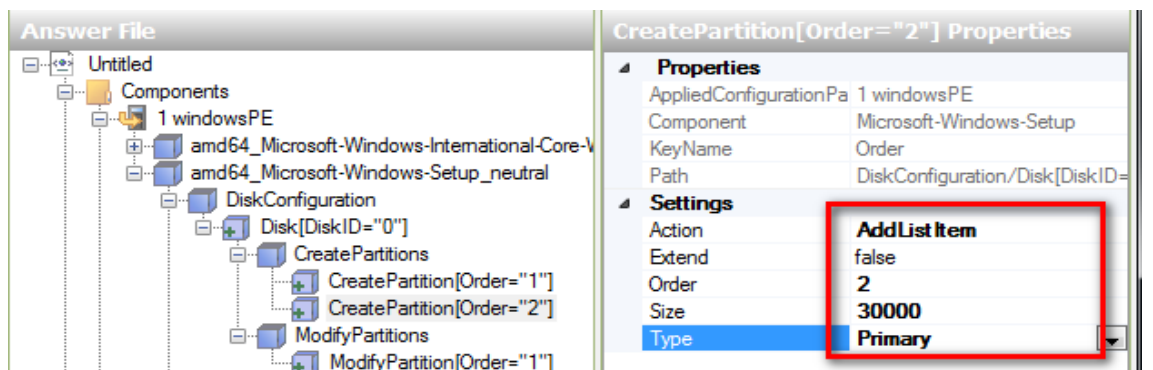 Answer File
Untitled
Components
1 windowsPE
amd64_Microsoft-Windows-International-Core-W
amd64_Microsoft-Windows-Setup_neutral
DiskConfiguration
Disk[DiskID="0"]
CreatePartitions
CreatePartition[Order="1"]
CreatePartition[Order="2"]
ModifyPartitions
ModifyPartition[Order="1"]
CreatePartition[Order="2"] Properties
Properties
AppliedConfigurationPa 1 windowsPE
Component Microsoft-Windows-Setup
KeyName Order
Path DiskConfiguration/Disk[DiskID=
Settings
Action AddListItem
Extend false
Order 2
Size 30000
Type Primary